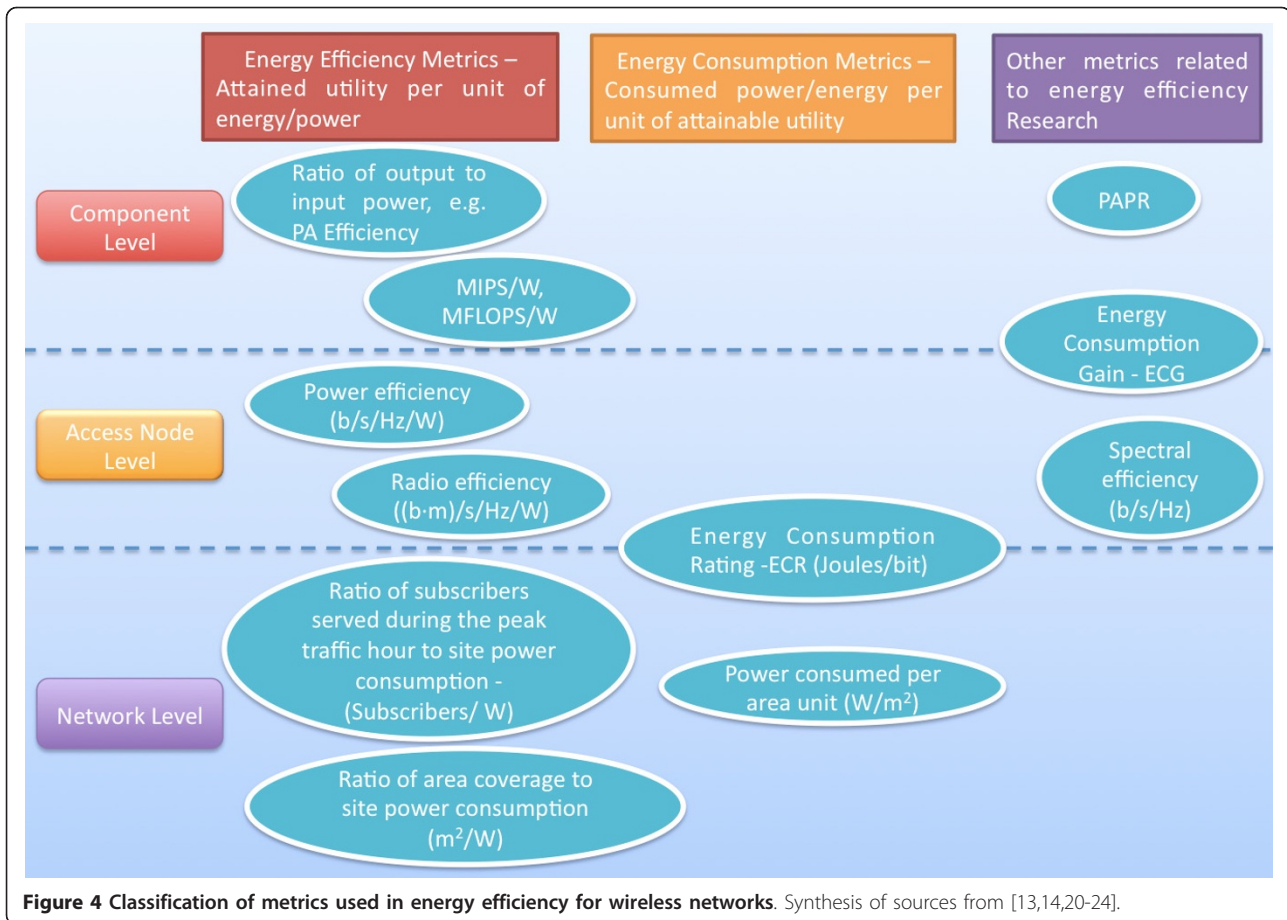 Energy Efficiency Metrics –
Attained utility per unit of
energy/power
Energy Consumption Metrics –
Consumed power/energy per
unit of attainable utility
Other metrics related
to energy efficiency
Research
Component
Level
Ratio of output to
input power, e.g.
PA Efficiency
PAPR
MIPS/W,
MFLOPS/W
Energy
Consumption
Gain - ECG
Access Node
Level
Power efficiency
(b/s/Hz/W)
Radio efficiency
((b·m)/s/Hz/W)
Spectral
efficiency
(b/s/Hz)
Energy Consumption
Rating -ECR (Joules/bit)
Network Level
Ratio of subscribers
served during the peak
traffic hour to site power
consumption -
(Subscribers/ W)
Power consumed per
area unit (W/m²)
Ratio of area coverage to
site power consumption
(m²/W)
Figure 4 Classification of metrics used in energy efficiency for wireless networks. Synthesis of sources from [13,14,20-24].